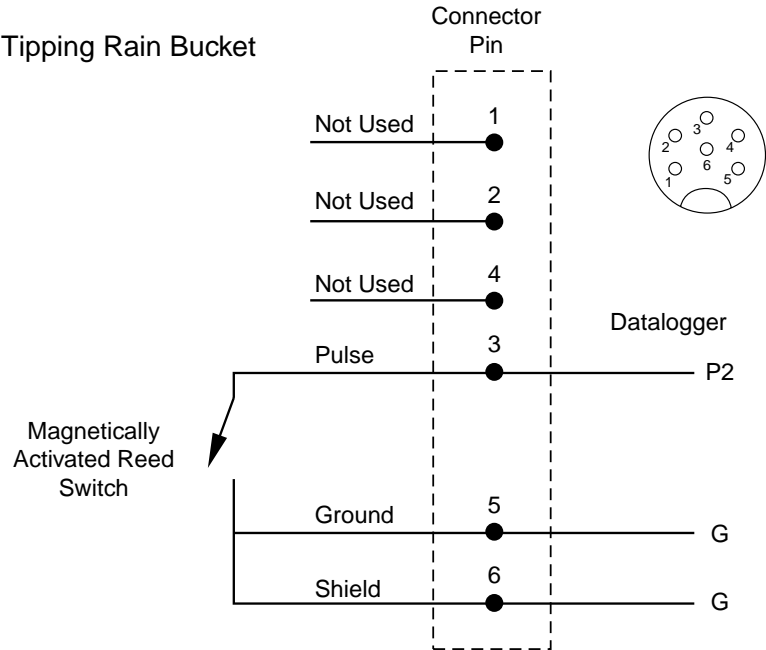 Tipping Rain Bucket
Connector
Pin
Not Used
1
Not Used
2
Not Used
4
Pulse
3
Datalogger
P2
Magnetically
Activated Reed
Switch
Ground
5
G
Shield
6
G
3
2
4
6
1
5